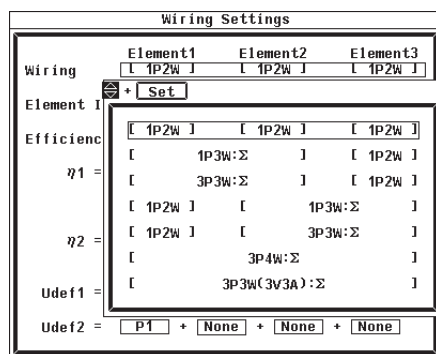 Wiring Settings
Element1 Element2 Element3
Wiring [ 1P2W ] [ 1P2W ] [ 1P2W ]
+ Set
Element I
[ 1P2W ] [ 1P2W ] [ 1P2W ]
Efficienc
[ 1P3W:Σ ] [ 1P2W ]
η1 =
[ 3P3W:Σ ] [ 1P2W ]
[ 1P2W ] [ 1P3W:Σ ]
[ 1P2W ] [ 3P3W:Σ ]
η2 =
[ 3P4W:Σ ]
[ 3P3W(3V3A):Σ ]
Udef1 =
Udef2 = P1 + None + None + None